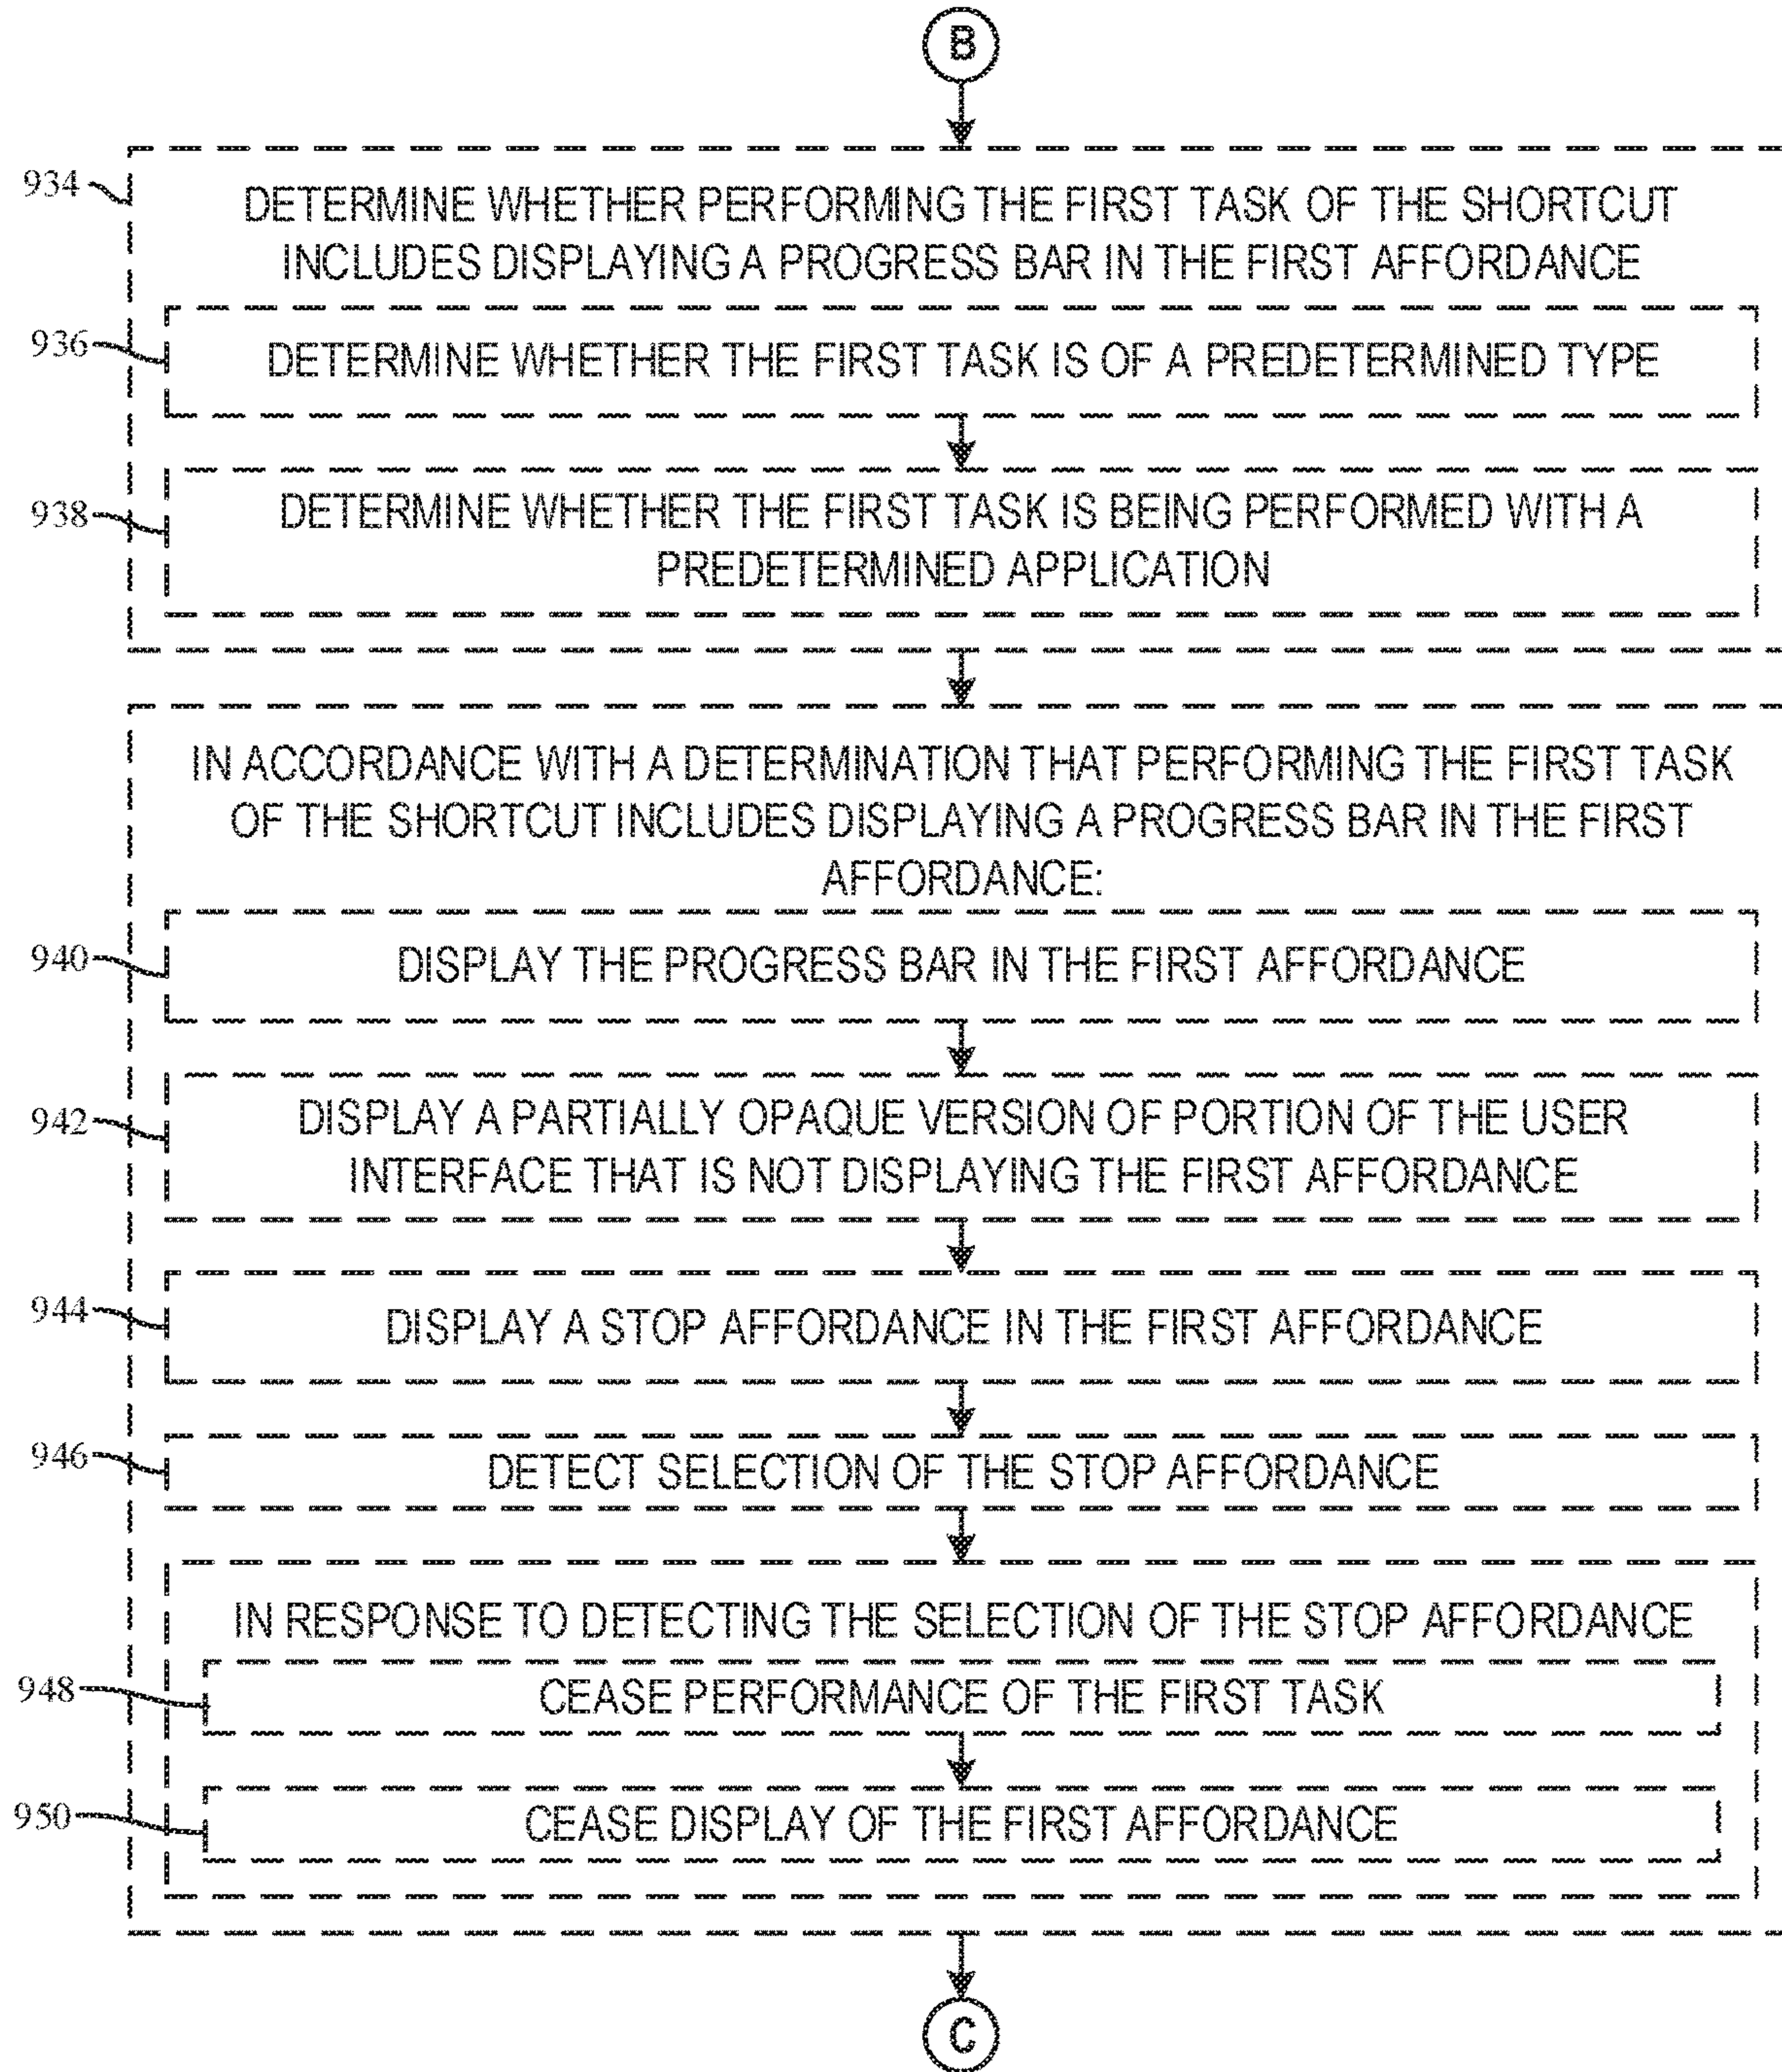 B
934
DETERMINE WHETHER PERFORMING THE FIRST TASK OF THE SHORTCUT
INCLUDES DISPLAYING A PROGRESS BAR IN THE FIRST AFFORDANCE
936
DETERMINE WHETHER THE FIRST TASK IS OF A PREDETERMINED TYPE
938
DETERMINE WHETHER THE FIRST TASK IS BEING PERFORMED WITH A
PREDETERMINED APPLICATION
IN ACCORDANCE WITH A DETERMINATION THAT PERFORMING THE FIRST TASK
OF THE SHORTCUT INCLUDES DISPLAYING A PROGRESS BAR IN THE FIRST
AFFORDANCE:
940
DISPLAY THE PROGRESS BAR IN THE FIRST AFFORDANCE
942
DISPLAY A PARTIALLY OPAQUE VERSION OF PORTION OF THE USER
INTERFACE THAT IS NOT DISPLAYING THE FIRST AFFORDANCE
944
DISPLAY A STOP AFFORDANCE IN THE FIRST AFFORDANCE
946
DETECT SELECTION OF THE STOP AFFORDANCE
IN RESPONSE TO DETECTING THE SELECTION OF THE STOP AFFORDANCE
948
CEASE PERFORMANCE OF THE FIRST TASK
950
CEASE DISPLAY OF THE FIRST AFFORDANCE
C